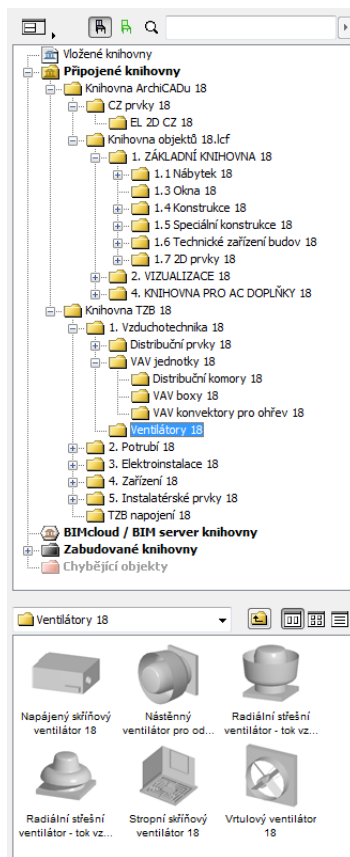 Vložené knihovny
Připojené knihovny
Knihovna ArchiCADu 18
CZ prvky 18
EL 2D CZ 18
Knihovna objektů 18.lcf
1. ZÁKLADNÍ KNIHOVNA 18
1.1 Nábytek 18
1.3 Okna 18
1.4 Konstrukce 18
1.5 Speciální konstrukce 18
1.6 Technické zařízení budov 18
1.7 2D prvky 18
2. VIZUALIZACE 18
4. KNIHOVNA PRO AC DOPLŇKY 18
Knihovna TZB 18
1. Vzduchotechnika 18
Distribuční prvky 18
VAV jednotky 18
Distribuční komory 18
VAV boxy 18
VAV konvektory pro ohřev 18
Ventilátory 18
2. Potrubí 18
3. Elektroinstalace 18
4. Zařízení 18
5. Instalatérské prvky 18
TZB napojení 18
BIMcloud / BIM server knihovny
Zabudované knihovny
Chybějící objekty
Ventilátory 18
Napájený skříňový ventilátor 18
Nástěnný ventilátor pro od...
Radiální střešní ventilátor - tok vz...
Radiální střešní ventilátor - tok vz...
Stropní skříňový ventilátor 18
Vrtulový ventilátor 18